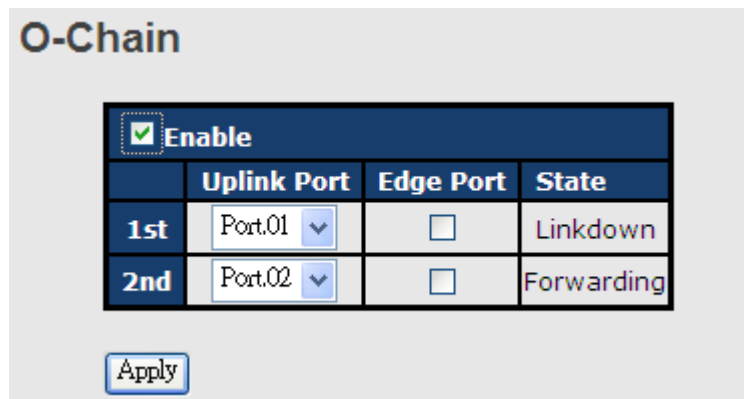 O-Chain
Enable
Uplink Port Edge Port State
1st Port.01 Linkdown
2nd Port.02 Forwarding
Apply